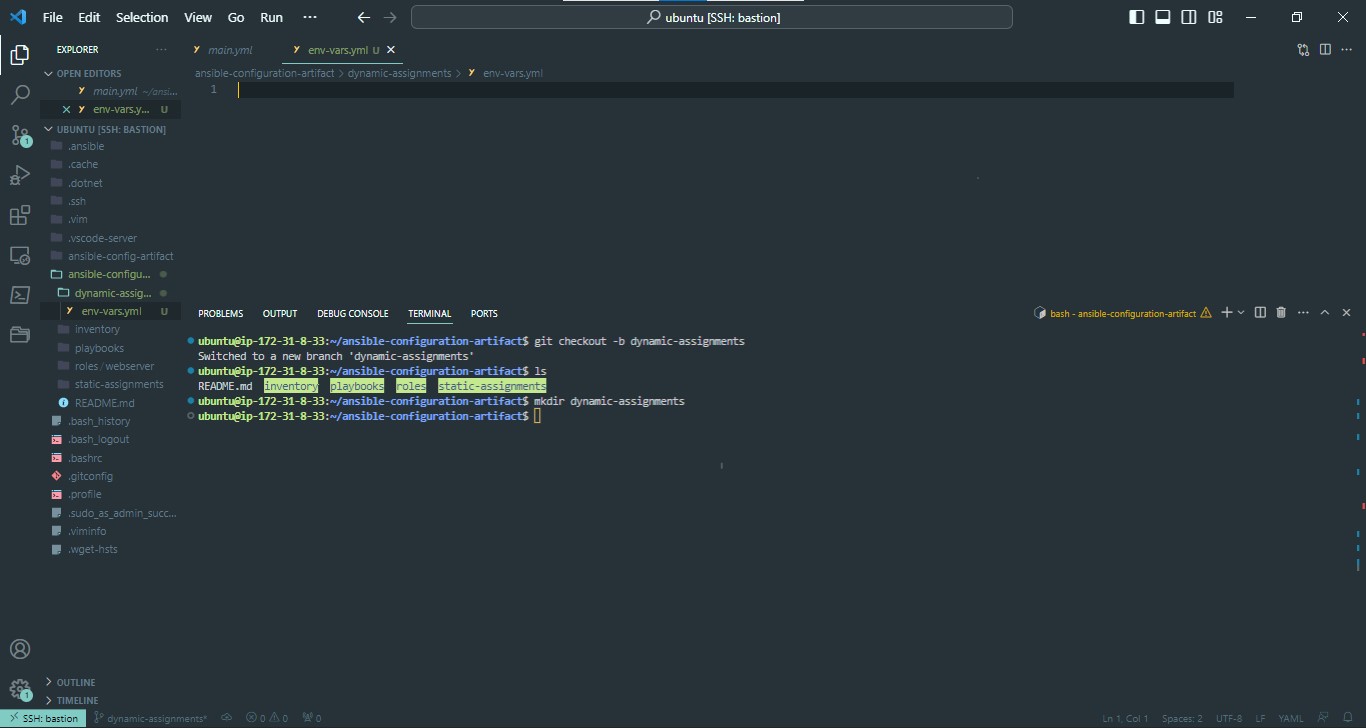 File Edit Selection View Go Run ··· ubuntu [SSH: bastion]
EXPLORER ···
OPEN EDITORS
main.yml ~/ansi...
env-vars.y... U
UBUNTU [SSH: BASTION]
.ansible
.cache
.dotnet
.ssh
.vim
.vscode-server
ansible-config-artifact
ansible-configu...
dynamic-assig...
env-vars.yml U
inventory
playbooks
roles / webserver
static-assignments
README.md
.bash_history
.bash_logout
.bashrc
.gitconfig
.profile
.sudo_as_admin_succ...
.viminfo
.wget-hsts
OUTLINE
TIMELINE
1
1
main.yml env-vars.yml U
ansible-configuration-artifact > dynamic-assignments > env-vars.yml
1
PROBLEMS OUTPUT DEBUG CONSOLE TERMINAL PORTS
bash - ansible-configuration-artifact
ubuntu@ip-172-31-8-33:~/ansible-configuration-artifact$ git checkout -b dynamic-assignments
Switched to a new branch 'dynamic-assignments'
ubuntu@ip-172-31-8-33:~/ansible-configuration-artifact$ ls
README.md inventory playbooks roles static-assignments
ubuntu@ip-172-31-8-33:~/ansible-configuration-artifact$ mkdir dynamic-assignments
ubuntu@ip-172-31-8-33:~/ansible-configuration-artifact$
SSH: bastion dynamic-assignments* 0 0 0 Ln 1, Col 1 Spaces: 2 UTF-8 LF YAML